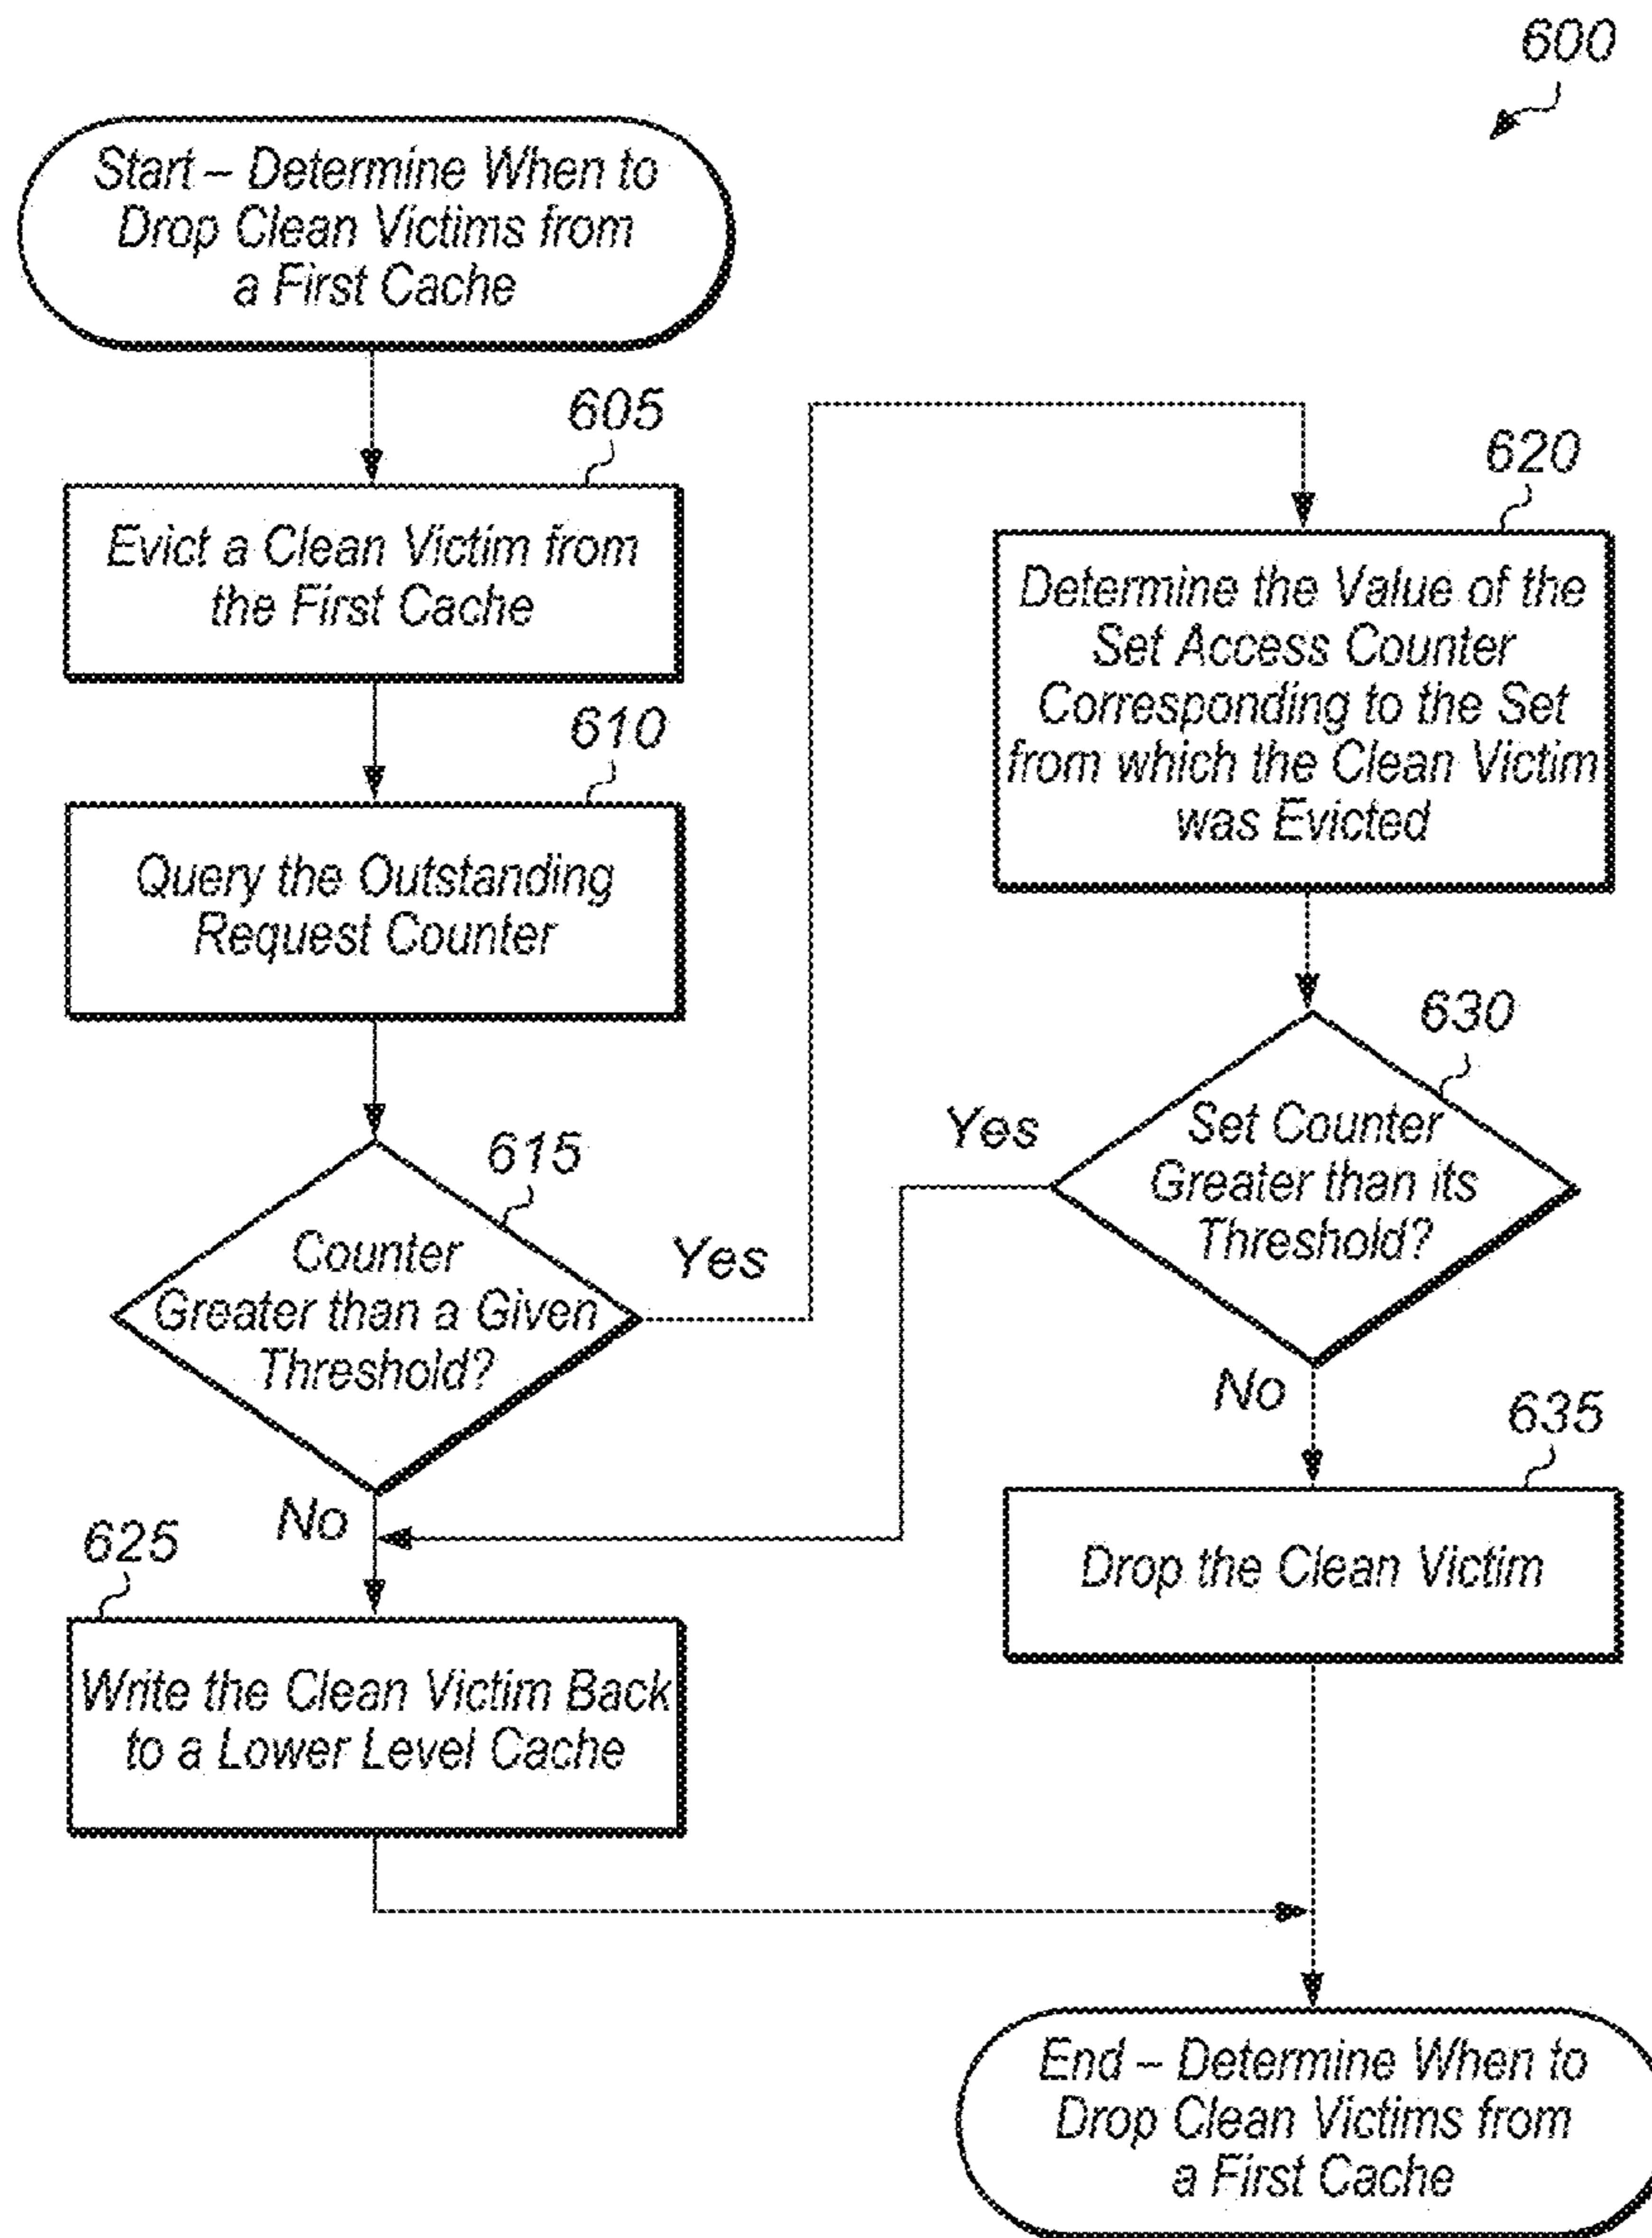 600
Start – Determine When to
Drop Clean Victims from
a First Cache
605
Evict a Clean Victim from
the First Cache
610
Query the Outstanding
Request Counter
615
Counter
Greater than a Given
Threshold?
Yes
No
620
Determine the Value of the
Set Access Counter
Corresponding to the Set
from which the Clean Victim
was Evicted
630
Set Counter
Greater than its
Threshold?
Yes
No
625
Write the Clean Victim Back
to a Lower Level Cache
635
Drop the Clean Victim
End – Determine When to
Drop Clean Victims from
a First Cache